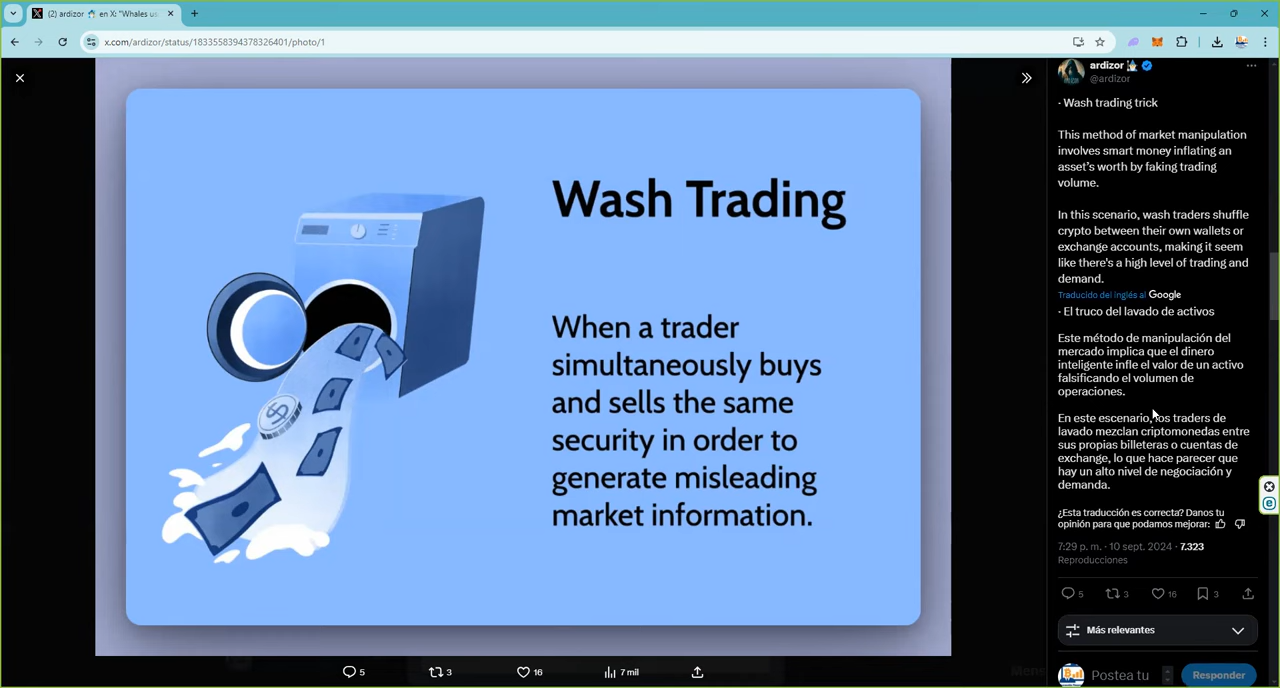 (2) ardizor en X: "Whales us
x.com/ardizor/status/1833558394378326401/photo/1
Wash Trading
When a trader
simultaneously buys
and sells the same
security in order to
generate misleading
market information.
5
3
16
7 mil
ardizor
@ardizor
· Wash trading trick
This method of market manipulation
involves smart money inflating an
asset's worth by faking trading
volume.
In this scenario, wash traders shuffle
crypto between their own wallets or
exchange accounts, making it seem
like there's a high level of trading and
demand.
Traducido del inglés al Google
· El truco del lavado de activos
Este método de manipulación del
mercado implica que el dinero
inteligente infle el valor de un activo
falsificando el volumen de
operaciones.
En este escenario, los traders de
lavado mezclan criptomonedas entre
sus propias billeteras o cuentas de
exchange, lo que hace parecer que
hay un alto nivel de negociación y
demanda.
¿Esta traducción es correcta? Danos tu
opinión para que podamos mejorar:
7:29 p. m. · 10 sept. 2024 · 7.323
Reproducciones
5
3
16
3
Más relevantes
Postea tu
Responder